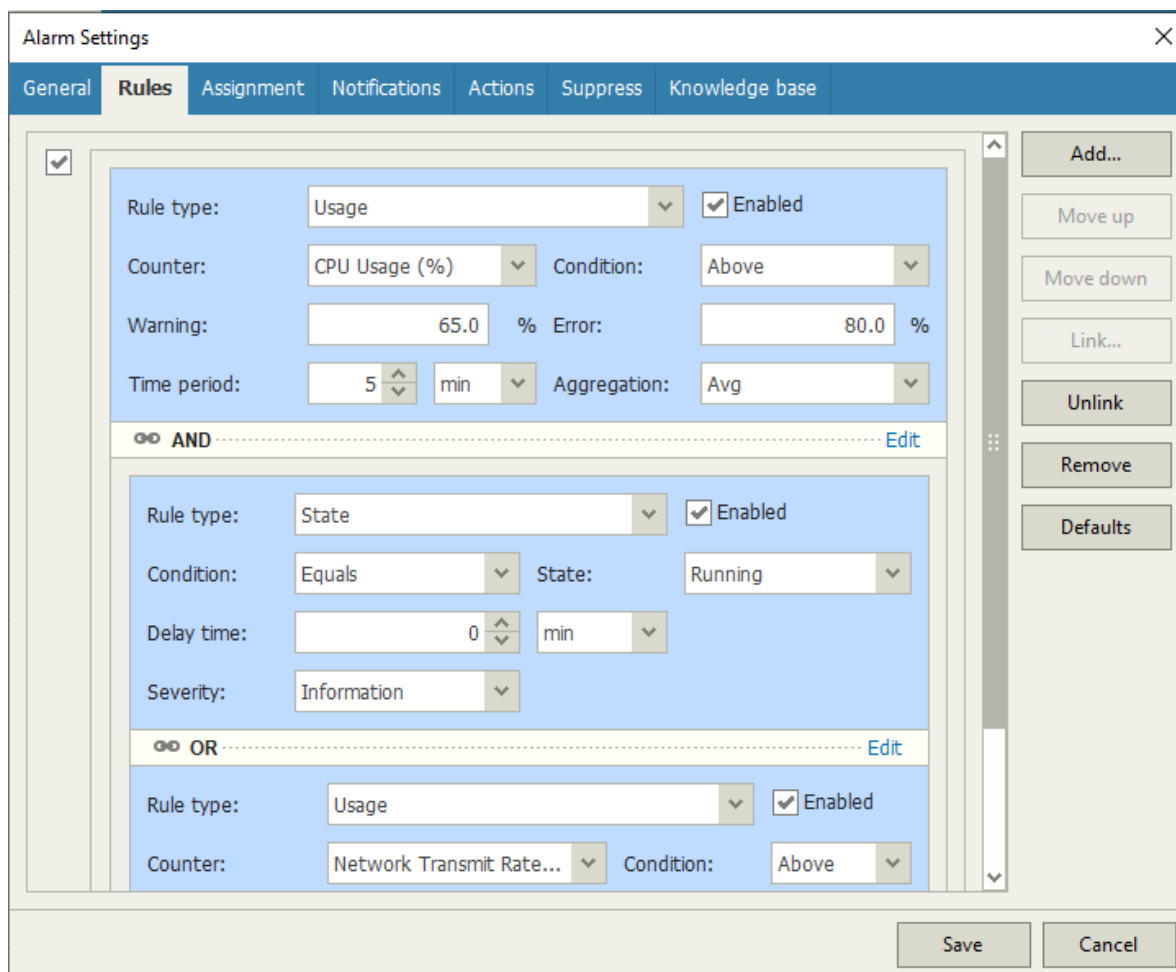 Alarm Settings
General Rules Assignment Notifications Actions Suppress Knowledge base
Rule type: Usage Enabled
Counter: CPU Usage (%) Condition: Above
Warning: 65.0 % Error: 80.0 %
Time period: 5 min Aggregation: Avg
AND Edit
Rule type: State Enabled
Condition: Equals State: Running
Delay time: 0 min
Severity: Information
OR Edit
Rule type: Usage Enabled
Counter: Network Transmit Rate... Condition: Above
Add...
Move up
Move down
Link...
Unlink
Remove
Defaults
Save Cancel